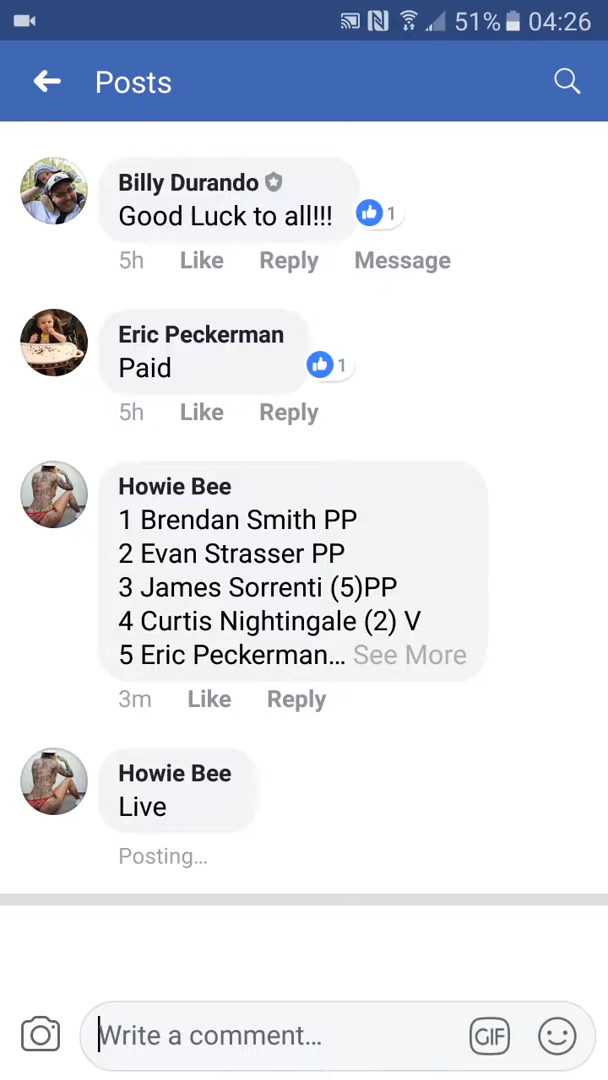 51% 04:26
Posts
Billy Durando
Good Luck to all!!!
1
5h Like Reply Message
Eric Peckerman
Paid
1
5h Like Reply
Howie Bee
1 Brendan Smith PP
2 Evan Strasser PP
3 James Sorrenti (5)PP
4 Curtis Nightingale (2) V
5 Eric Peckerman... See More
3m Like Reply
Howie Bee
Live
Posting...
Write a comment... GIF